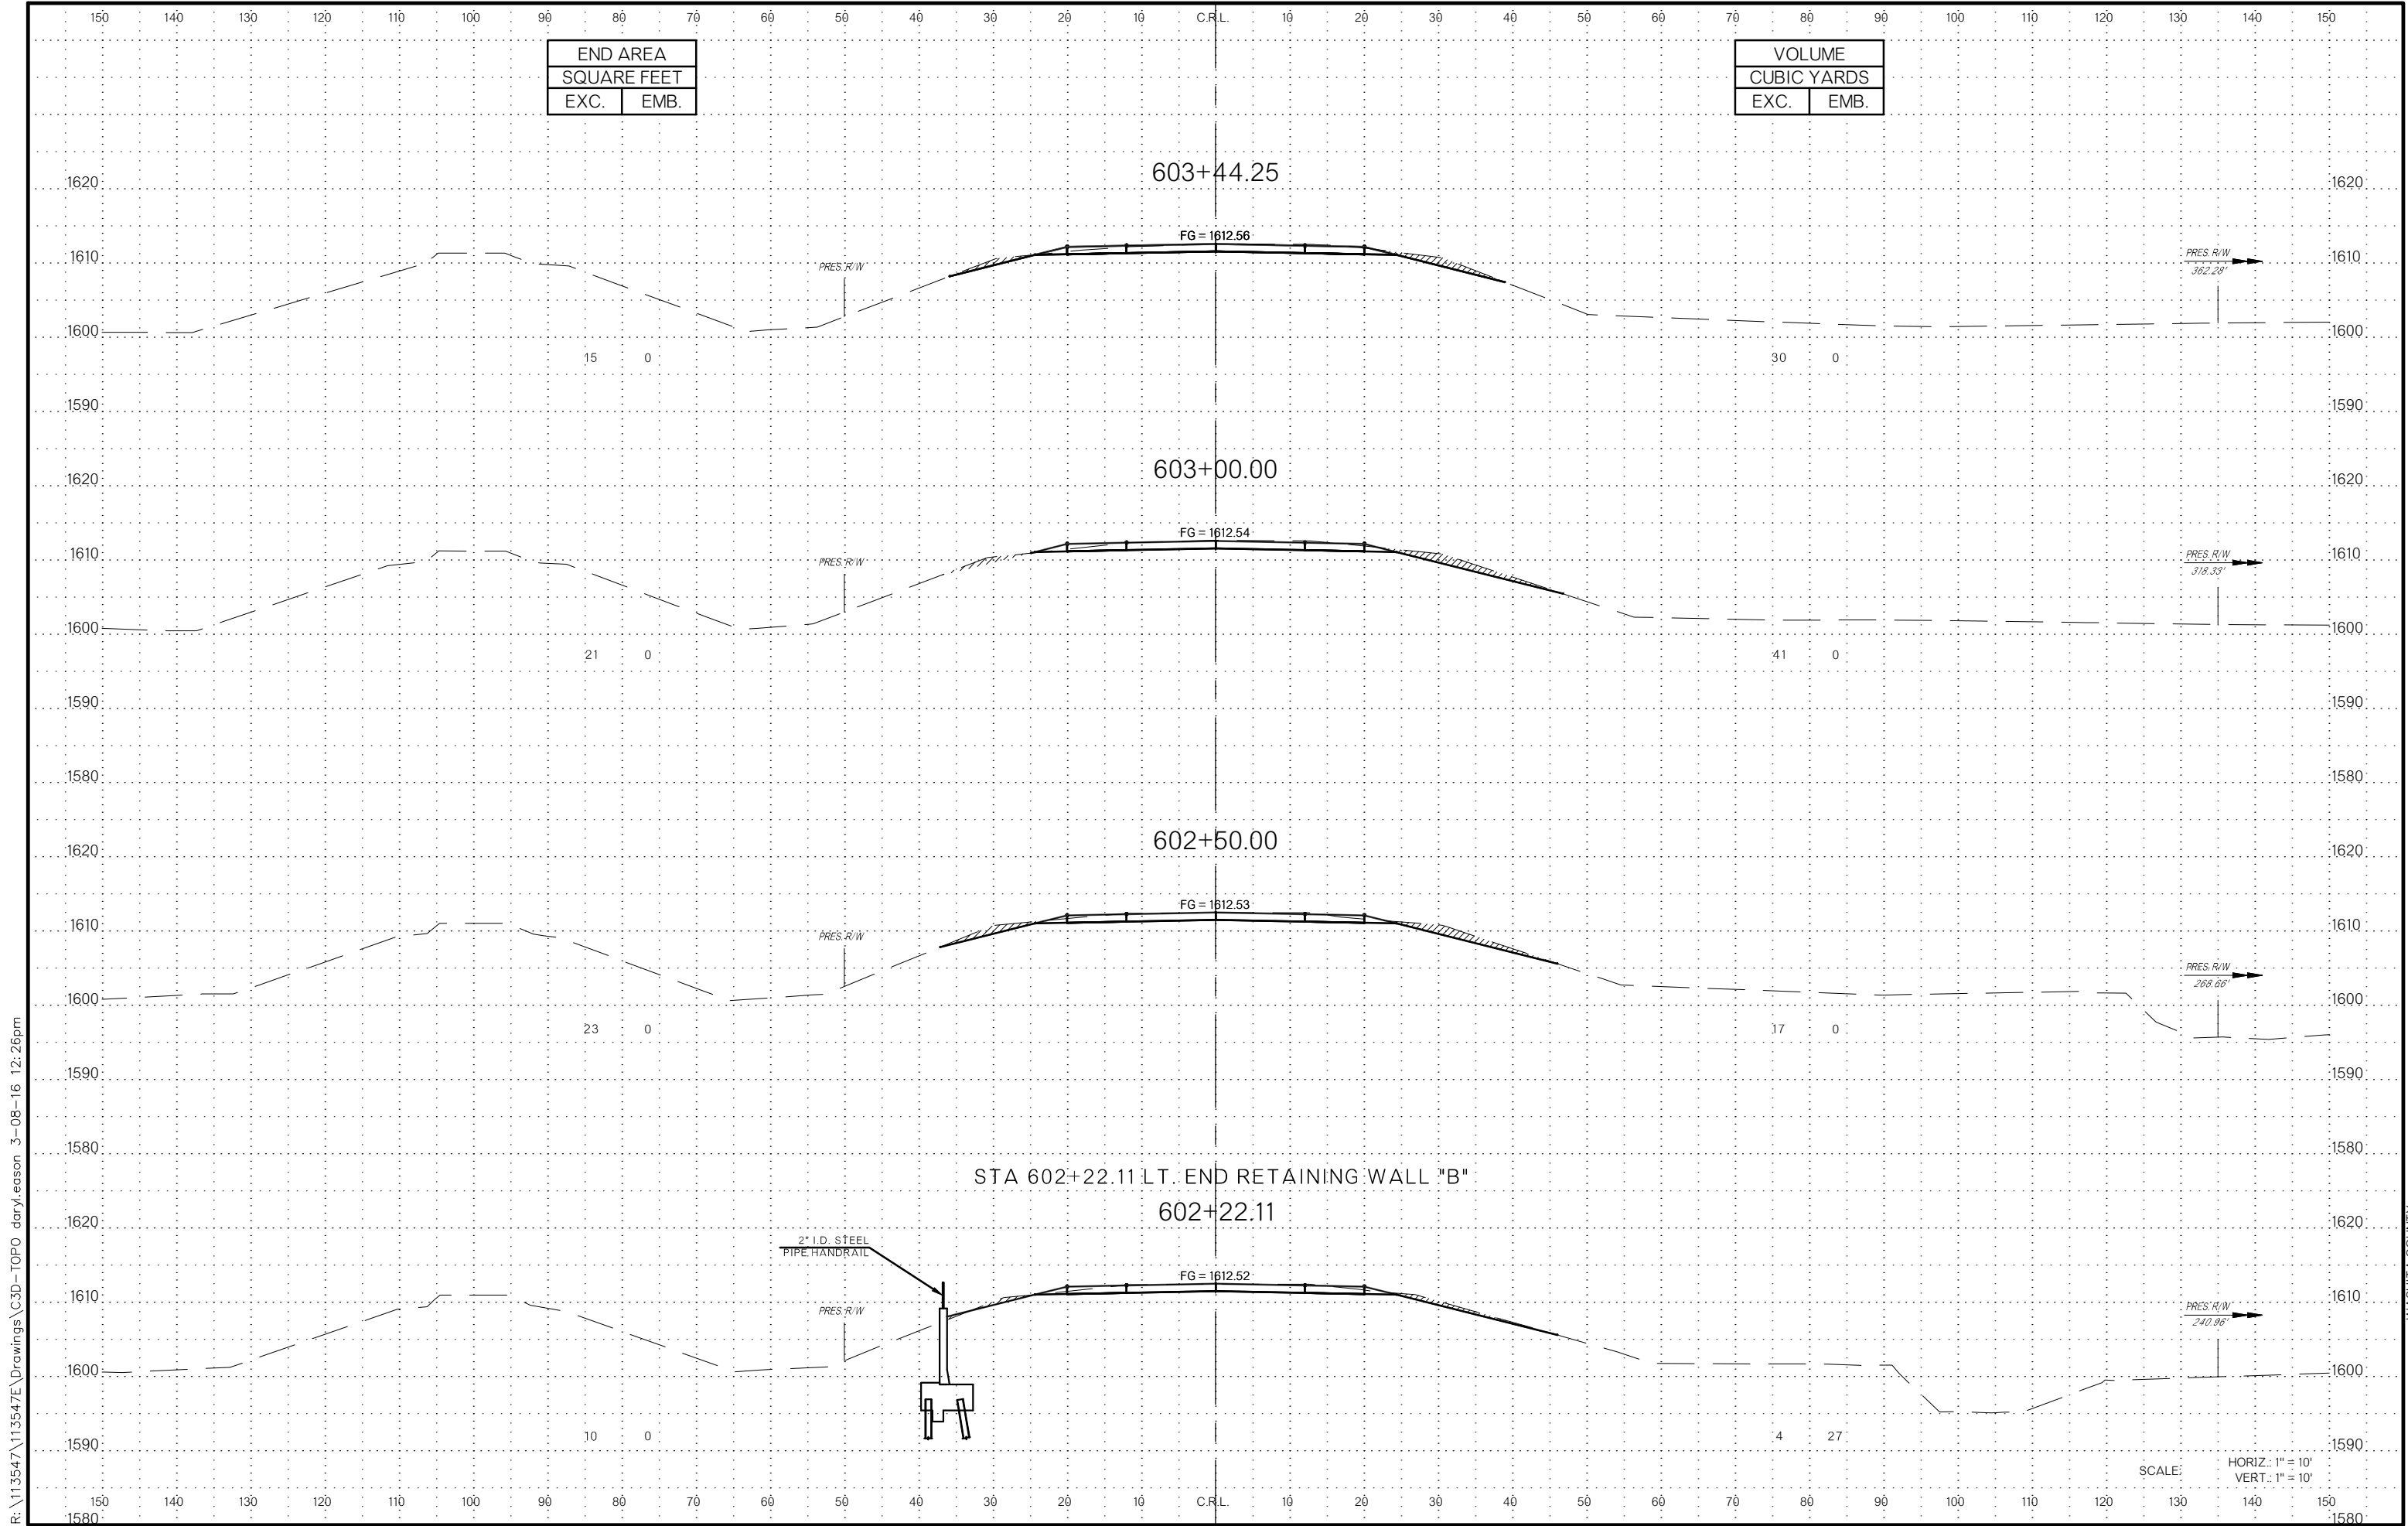 150 140 130 120 110 100 90 80 70 60 50 40 30 20 10 C.R.L. 10 20 30 40 50 60 70 80 90 100 110 120 130 140 150
END AREA
SQUARE FEET
EXC. EMB.
VOLUME
CUBIC YARDS
EXC. EMB.
603+44.25
1620 1620
FG = 1612.56
1610 1610
PRES. R/W
PRES. R/W
362.28'
1600 1600
15 0 30 0
1590 1590
603+00.00
1620 1620
FG = 1612.54
1610 1610
PRES. R/W
PRES. R/W
318.33'
1600 1600
21 0 41 0
1590 1590
1580 1580
602+50.00
1620 1620
FG = 1612.53
1610 1610
PRES. R/W
PRES. R/W
268.66'
1600 1600
23 0 17 0
1590 1590
1580 1580
STA 602+22.11 LT. END RETAINING WALL "B"
602+22.11
1620 1620
2" I.D. STEEL
PIPE HANDRAIL
FG = 1612.52
1610 1610
PRES. R/W
PRES. R/W
240.96'
1600 1600
10 0 4 27
1590 1590
SCALE: HORIZ.: 1" = 10'
VERT.: 1" = 10'
150 140 130 120 110 100 90 80 70 60 50 40 30 20 10 C.R.L. 10 20 30 40 50 60 70 80 90 100 110 120 130 140 150
1580 1580
R:\113547\113547E\Drawings\C3D-TOPO daryl.eason 3-08-16 12:26pm